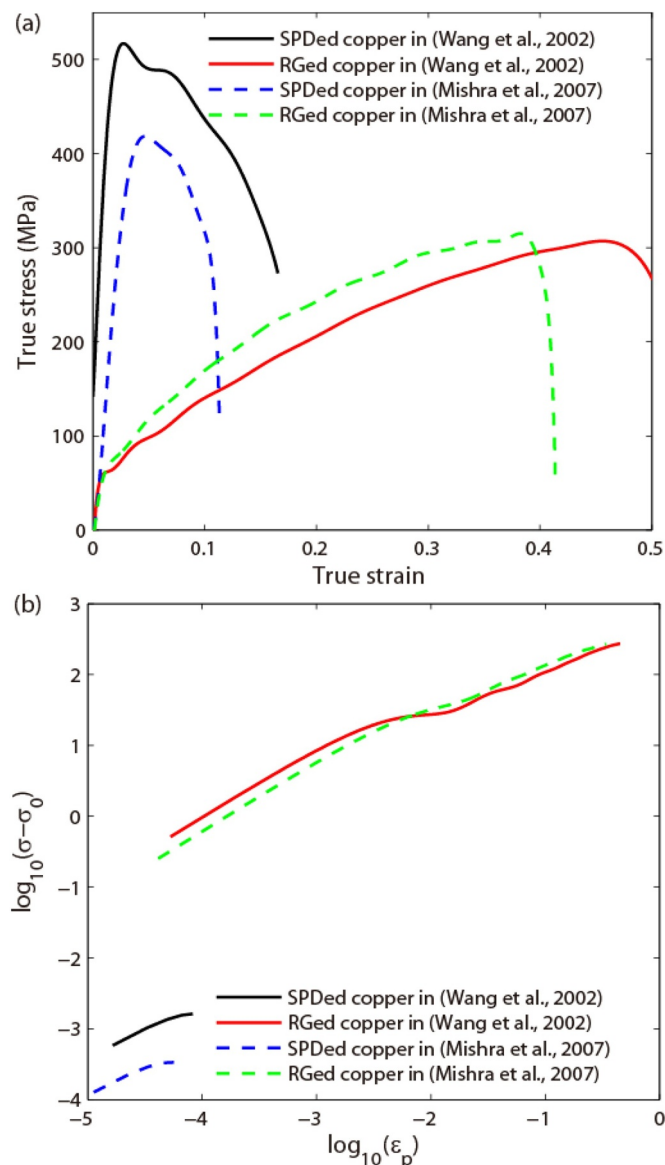 (a)
SPDed copper in (Wang et al., 2002)
RGed copper in (Wang et al., 2002)
SPDed copper in (Mishra et al., 2007)
RGed copper in (Mishra et al., 2007)
500
400
300
200
100
0
True stress (MPa)
0
0.1
0.2
0.3
0.4
0.5
True strain
(b)
3
2
1
0
−1
−2
−3
−4
log₁₀(σ−σ₀)
SPDed copper in (Wang et al., 2002)
RGed copper in (Wang et al., 2002)
SPDed copper in (Mishra et al., 2007)
RGed copper in (Mishra et al., 2007)
−5
−4
−3
−2
−1
0
log₁₀(εₚ)